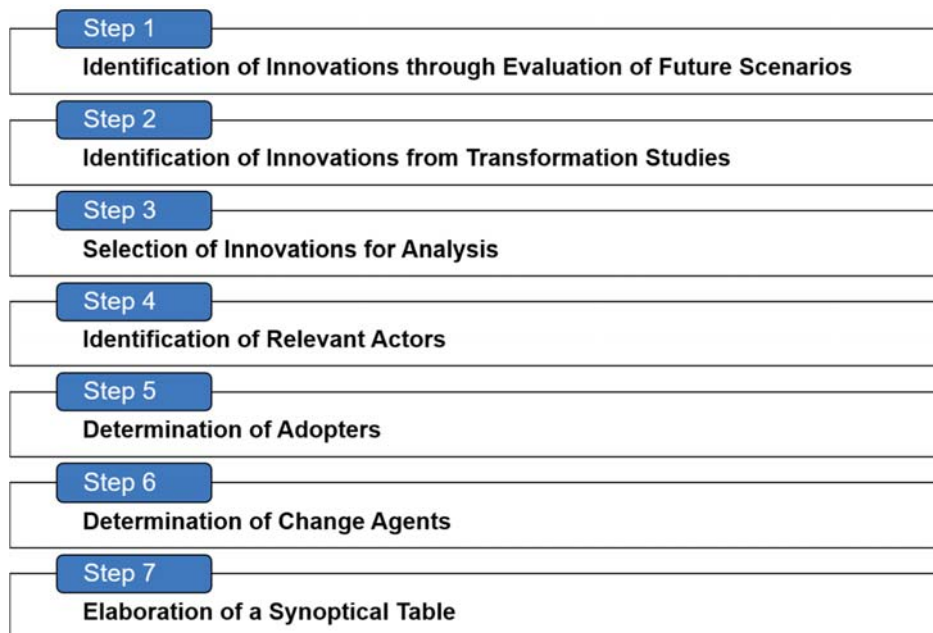 Step 1
Identification of Innovations through Evaluation of Future Scenarios
Step 2
Identification of Innovations from Transformation Studies
Step 3
Selection of Innovations for Analysis
Step 4
Identification of Relevant Actors
Step 5
Determination of Adopters
Step 6
Determination of Change Agents
Step 7
Elaboration of a Synoptical Table